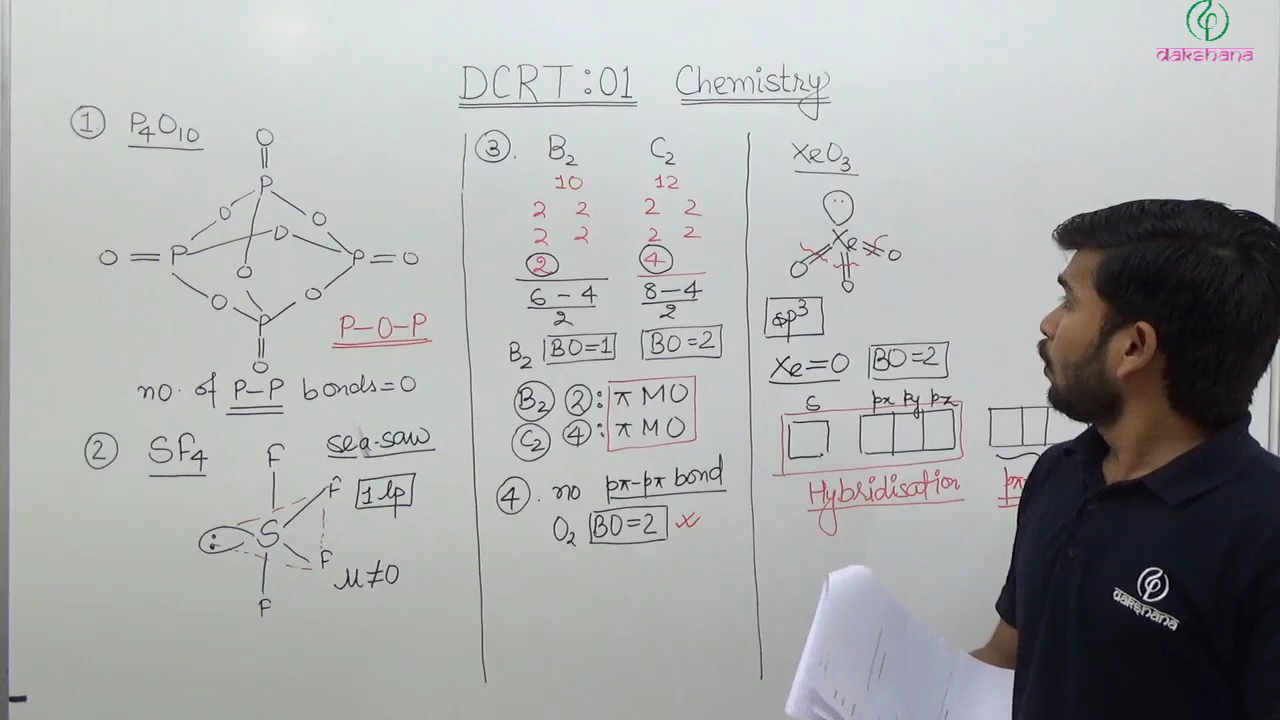 dakshana
DCRT:01 Chemistry
① P4O10
O
P
O O
O = P O P = O
O
O O
P
O
P-O-P
no. of P-P bonds=0
② SF4
sea-saw
F
F
1 lp
: S
F
μ≠0
F
③. B2 C2
10 12
2 2 2 2
2 2 2 2
2 4
6-4 8-4
2 2
B2 BO=1 BO=2
B2 2: π MO
C2 4: π MO
④. no pπ-pπ bond
O2 BO=2 ×
XeO3
..
Xe
O O
O
sp³
Xe=O BO=2
S px py pz
Hybridisation
dakshana